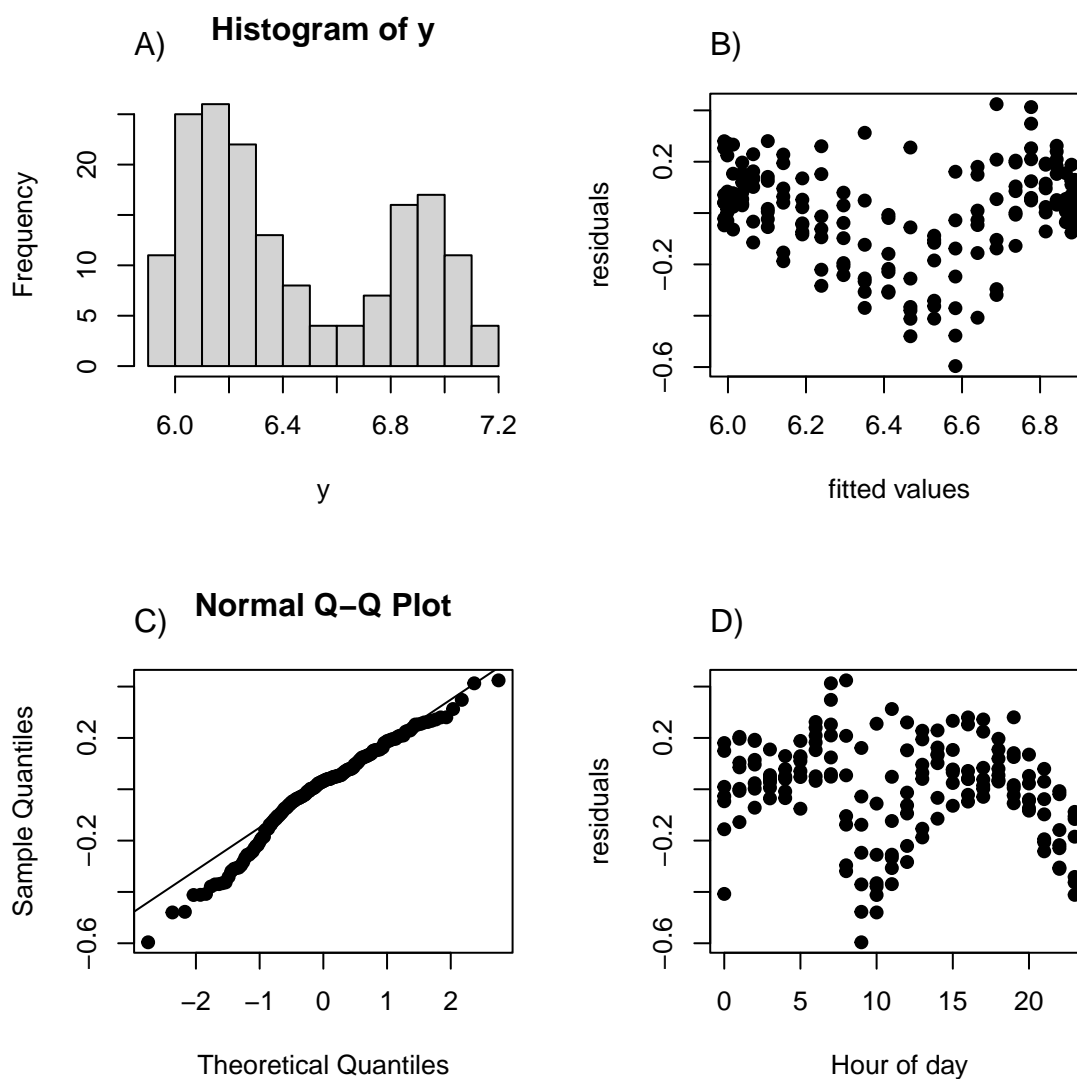 A)
Histogram of y
Frequency
0
5
10
20
6.0
6.4
6.8
7.2
y
B)
residuals
−0.6
−0.2
0.2
6.0
6.2
6.4
6.6
6.8
fitted values
C)
Normal Q−Q Plot
Sample Quantiles
−0.6
−0.2
0.2
−2
−1
0
1
2
Theoretical Quantiles
D)
residuals
−0.6
−0.2
0.2
0
5
10
15
20
Hour of day